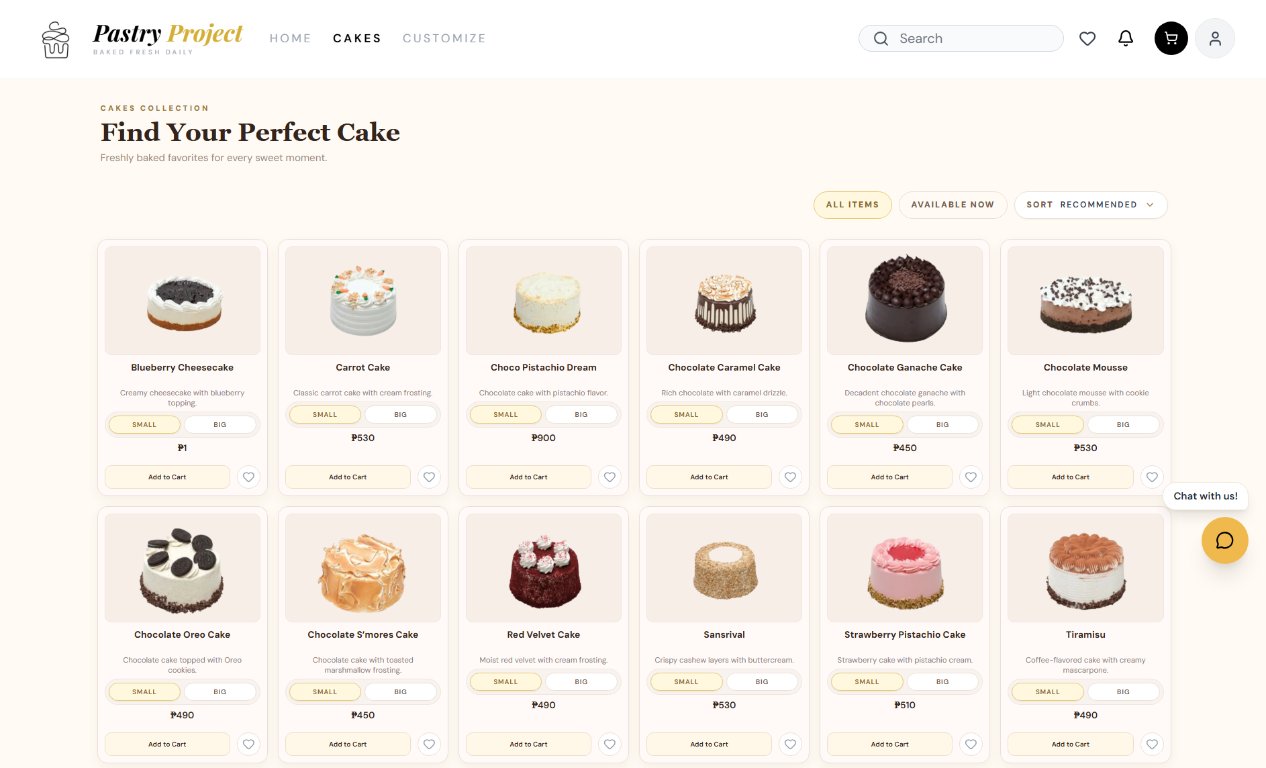 Pastry Project
BAKED FRESH DAILY
HOME
CAKES
CUSTOMIZE
Search
CAKES COLLECTION
Find Your Perfect Cake
Freshly baked favorites for every sweet moment.
ALL ITEMS
AVAILABLE NOW
SORT RECOMMENDED
Blueberry Cheesecake
Creamy cheesecake with blueberry
topping.
SMALL BIG
₱1
Add to Cart
Carrot Cake
Classic carrot cake with cream frosting.
SMALL BIG
₱530
Add to Cart
Choco Pistachio Dream
Chocolate cake with pistachio flavor.
SMALL BIG
₱900
Add to Cart
Chocolate Caramel Cake
Rich chocolate with caramel drizzle.
SMALL BIG
₱490
Add to Cart
Chocolate Ganache Cake
Decadent chocolate ganache with
chocolate pearls.
SMALL BIG
₱450
Add to Cart
Chocolate Mousse
Light chocolate mousse with cookie
crumbs.
SMALL BIG
₱530
Add to Cart
Chat with us!
Chocolate Oreo Cake
Chocolate cake topped with Oreo
cookies.
SMALL BIG
₱490
Add to Cart
Chocolate S'mores Cake
Chocolate cake with toasted
marshmallow frosting.
SMALL BIG
₱450
Add to Cart
Red Velvet Cake
Moist red velvet with cream frosting.
SMALL BIG
₱490
Add to Cart
Sansrival
Crispy cashew layers with buttercream.
SMALL BIG
₱530
Add to Cart
Strawberry Pistachio Cake
Strawberry cake with pistachio cream.
SMALL BIG
₱510
Add to Cart
Tiramisu
Coffee-flavored cake with creamy
mascarpone.
SMALL BIG
₱490
Add to Cart